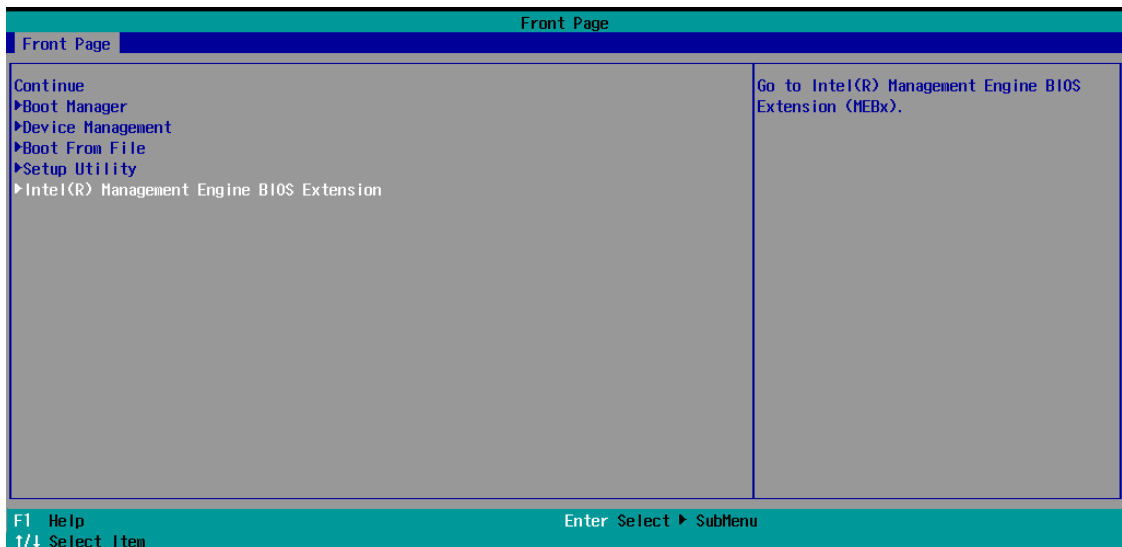 Front Page
Front Page
Continue
▶Boot Manager
▶Device Management
▶Boot From File
▶Setup Utility
▶Intel(R) Management Engine BIOS Extension
Go to Intel(R) Management Engine BIOS
Extension (MEBx).
F1 Help
Enter Select ▶ SubMenu
↑/↓ Select Item